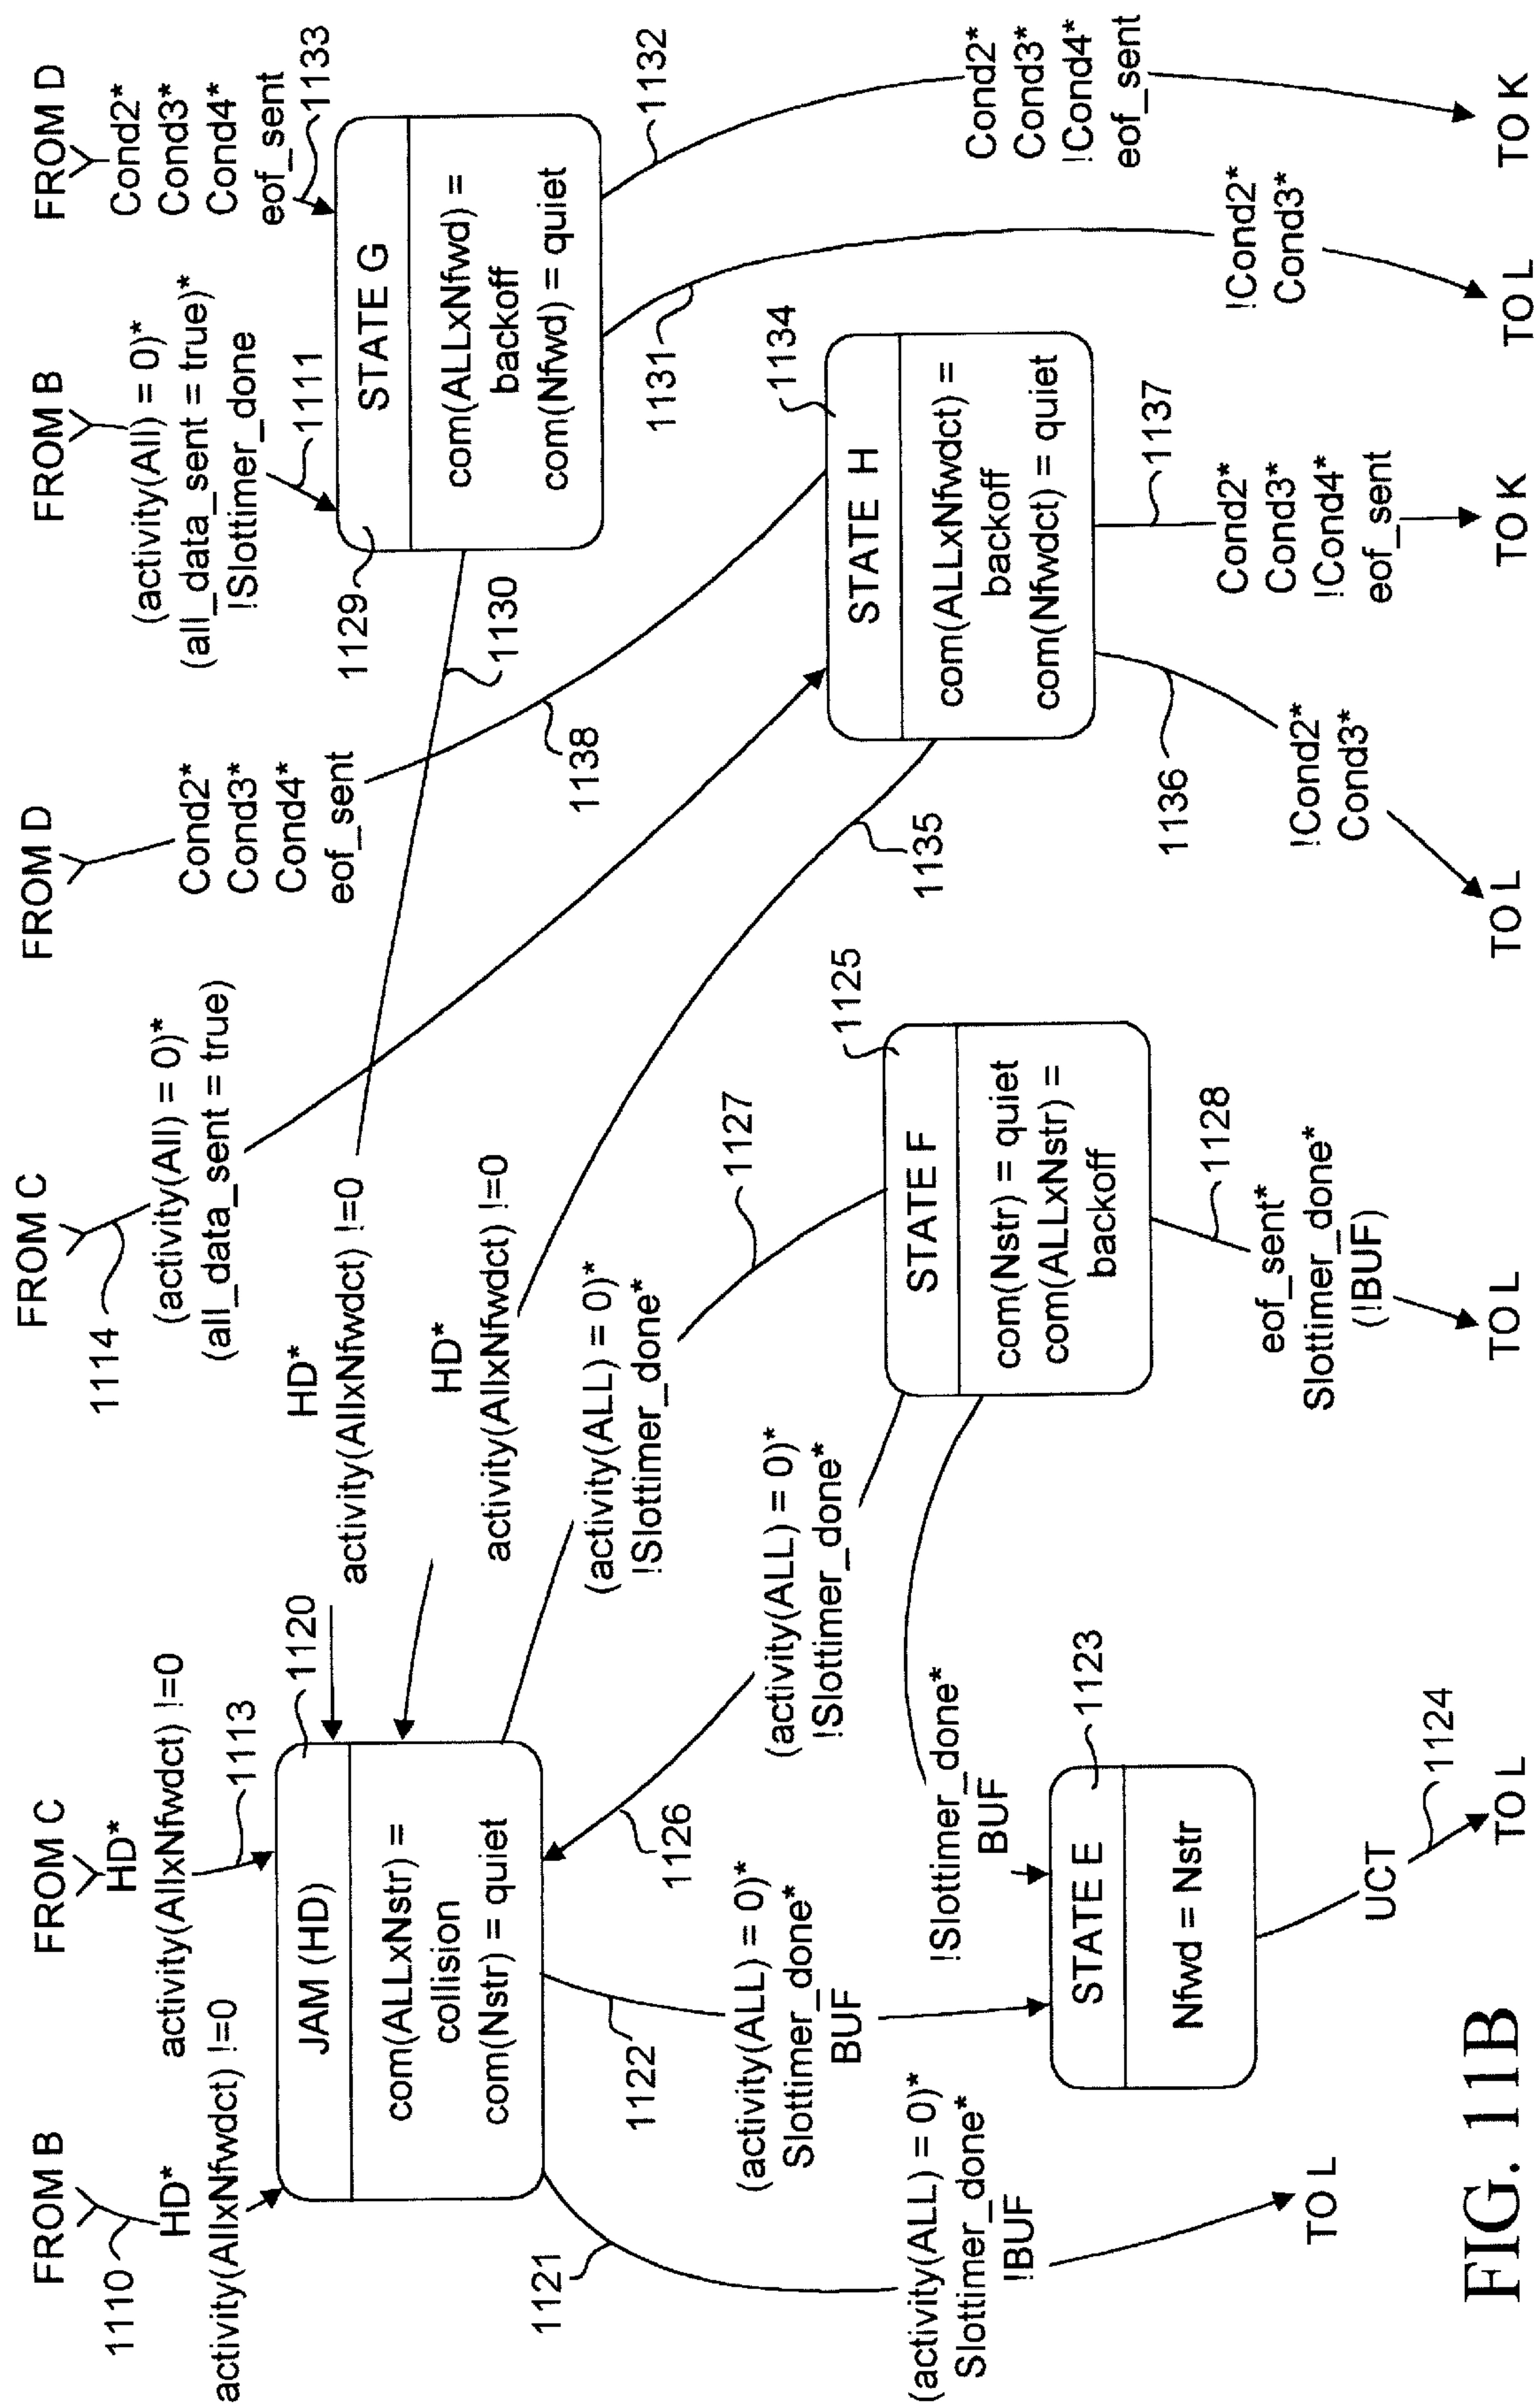 FROM B
1110
HD*
activity(AllxNfwdct) !=0
FROM C
HD*
activity(AllxNfwdct) !=0
1113
1120
JAM (HD)
com(ALLxNstr) =
collision
com(Nstr) = quiet
1121
(activity(ALL) = 0)*
Slottimer_done*
!BUF
TO L
1122
(activity(ALL) = 0)*
Slottimer_done*
BUF
1126
(activity(ALL) = 0)*
!Slottimer_done*
!Slottimer_done*
BUF
1123
STATE E
Nfwd = Nstr
UCT
1124
TO L
FROM C
1114
(activity(All) = 0)*
(all_data_sent = true)
HD*
activity(AllxNfwdct) !=0
HD*
activity(AllxNfwdct) !=0
(activity(ALL) = 0)*
!Slottimer_done*
1127
1125
STATE F
com(Nstr) = quiet
com(ALLxNstr) =
backoff
1128
eof_sent*
Slottimer_done*
(!BUF)
TO L
FROM D
Cond2*
Cond3*
Cond4*
eof_sent
1138
1130
1135
FROM B
(activity(All) = 0)*
(all_data_sent = true)*
!Slottimer_done
1111
1129
FROM D
Cond2*
Cond3*
Cond4*
eof_sent
1133
STATE G
com(ALLxNfwd) =
backoff
com(Nfwd) = quiet
1131
1132
1134
STATE H
com(ALLxNfwdct) =
backoff
com(Nfwdct) = quiet
1136
!Cond2*
Cond3*
TO L
1137
Cond2*
Cond3*
!Cond4*
eof_sent
TO K
!Cond2*
Cond3*
TO L
Cond2*
Cond3*
!Cond4*
eof_sent
TO K
FIG. 11B